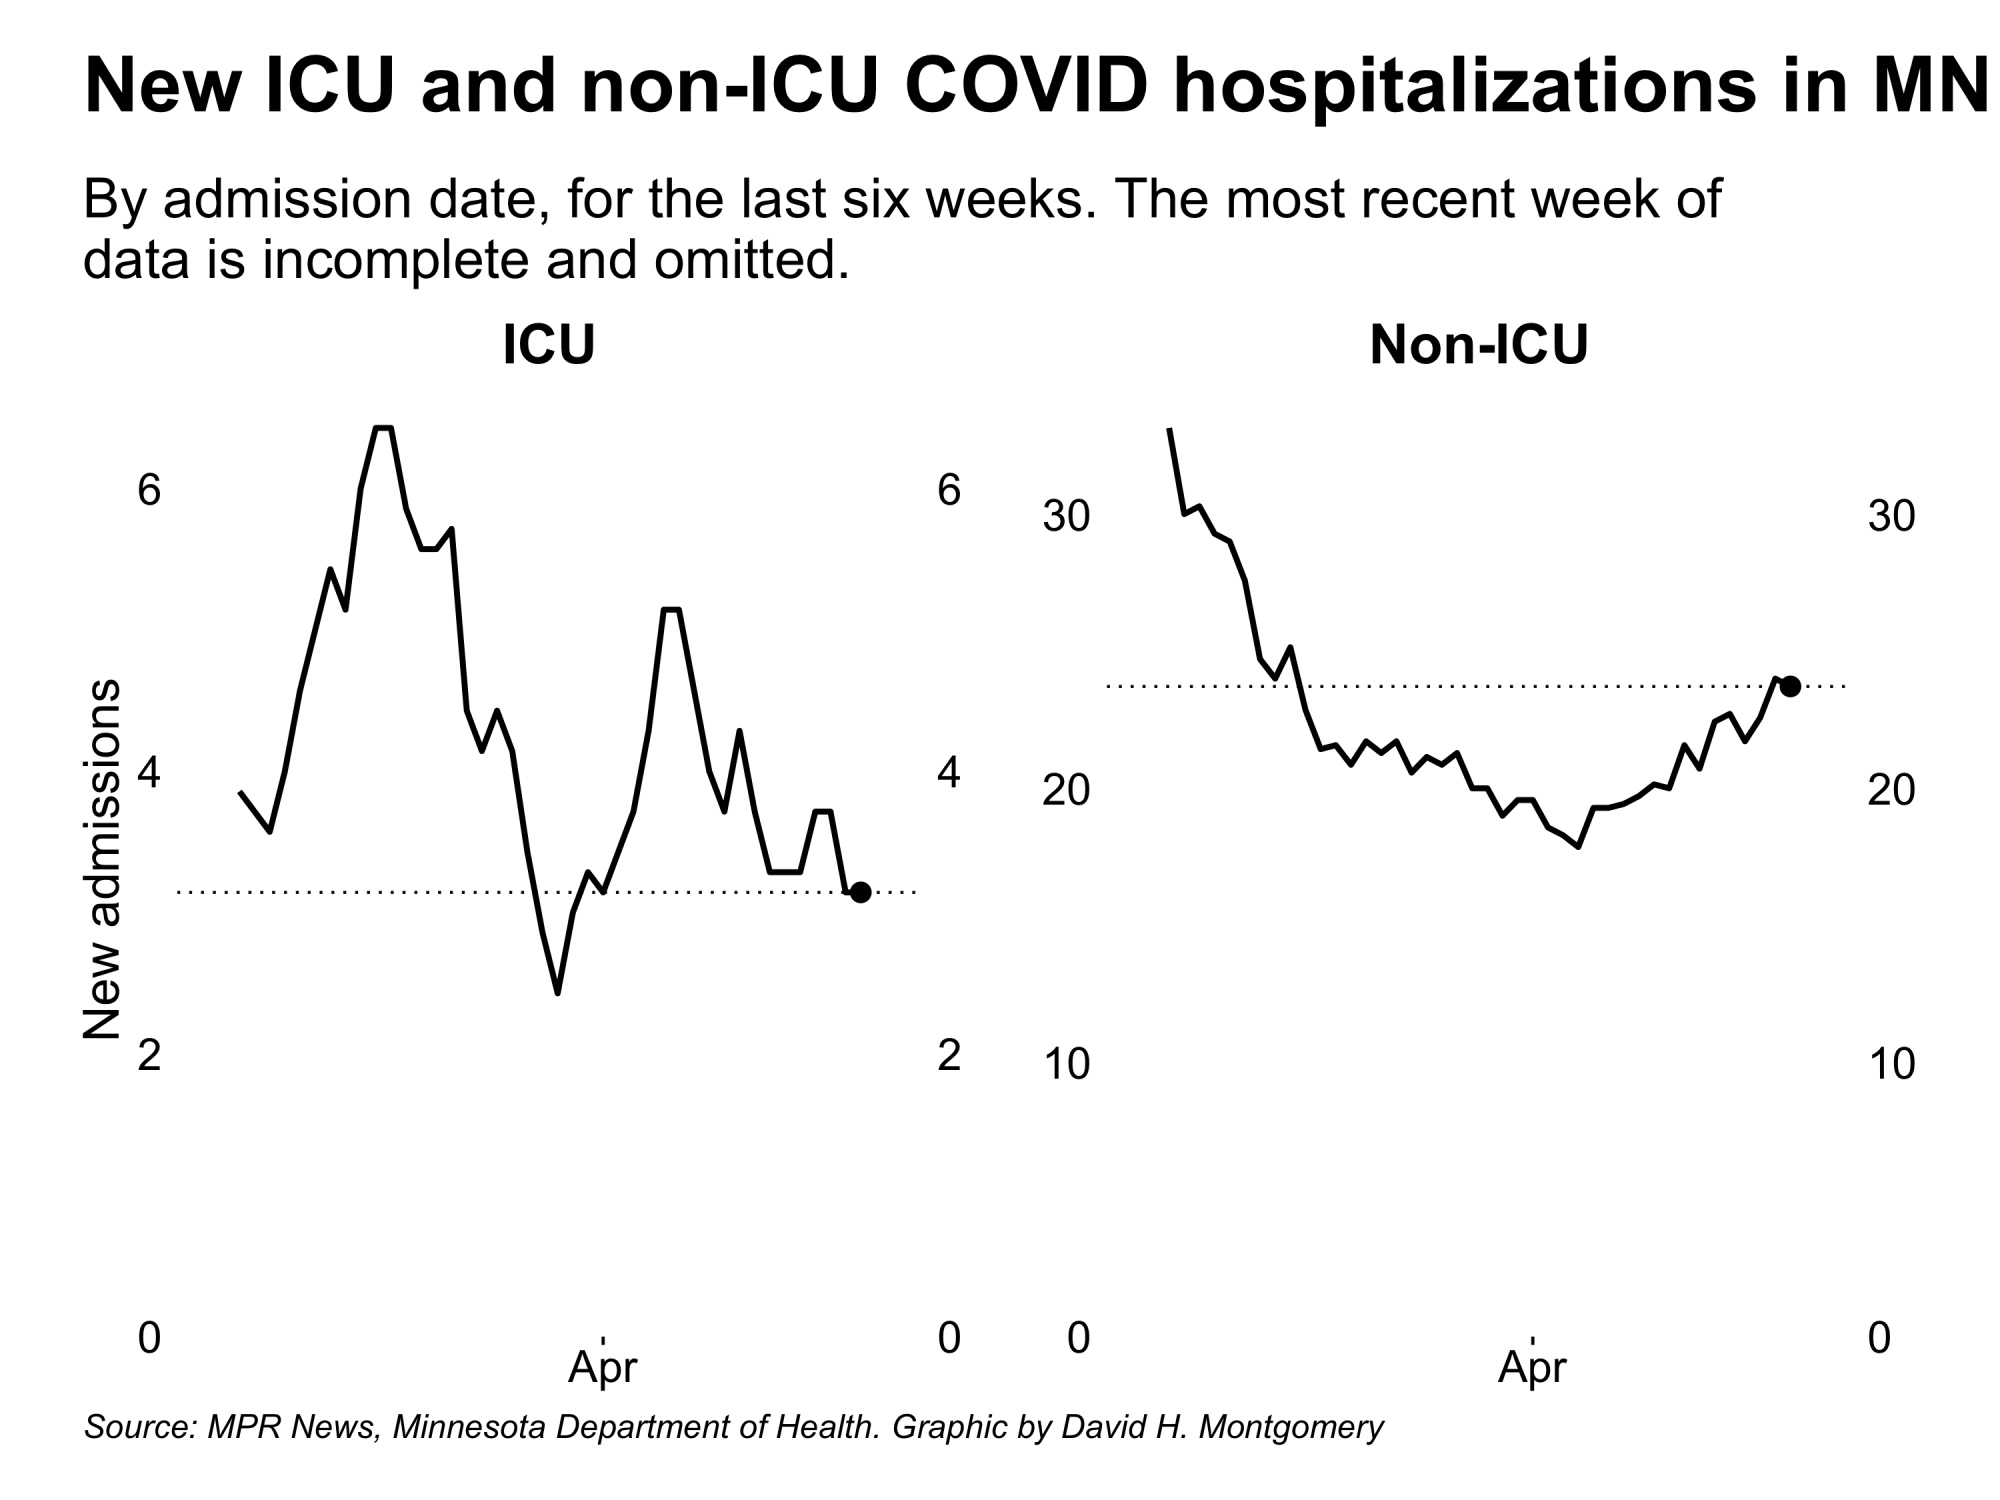 New ICU and non-ICU COVID hospitalizations in MN
By admission date, for the last six weeks. The most recent week of
data is incomplete and omitted.
ICU
Non-ICU
New admissions
6
4
2
0
6
4
2
0
30
20
10
0
30
20
10
0
Apr
Apr
Source: MPR News, Minnesota Department of Health. Graphic by David H. Montgomery